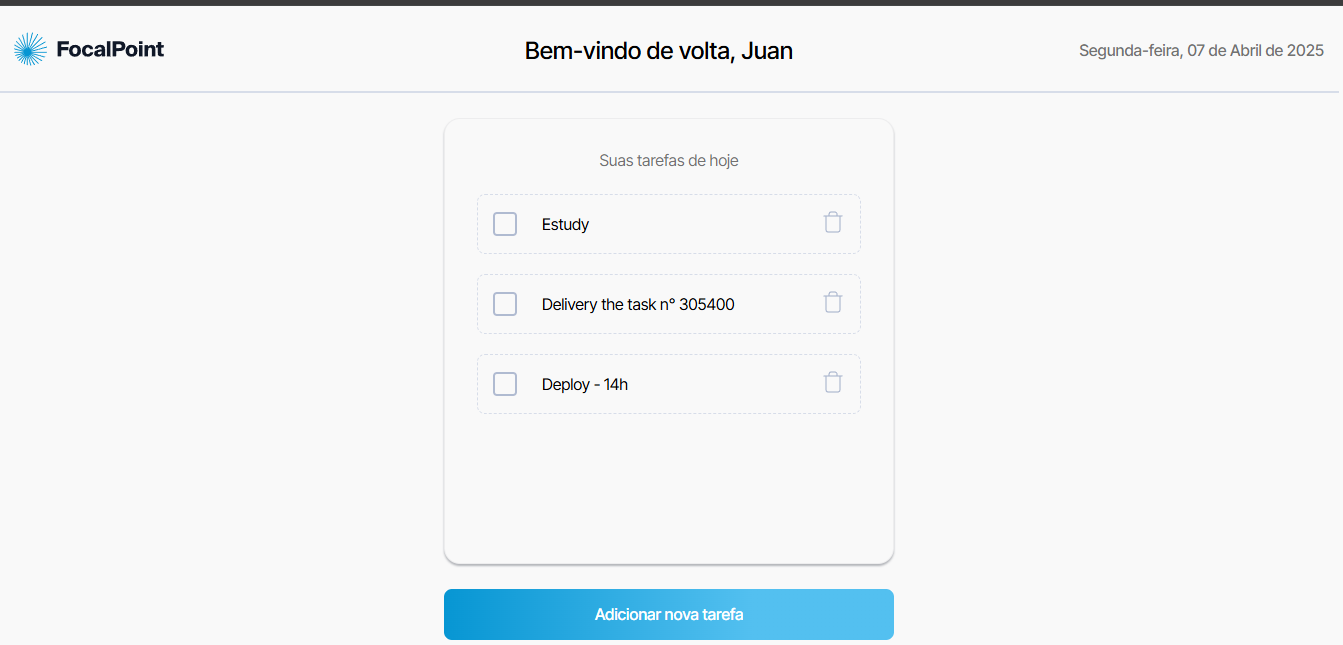 FocalPoint
Bem-vindo de volta, Juan
Segunda-feira, 07 de Abril de 2025
Suas tarefas de hoje
Estudy
Delivery the task n° 305400
Deploy - 14h
Adicionar nova tarefa